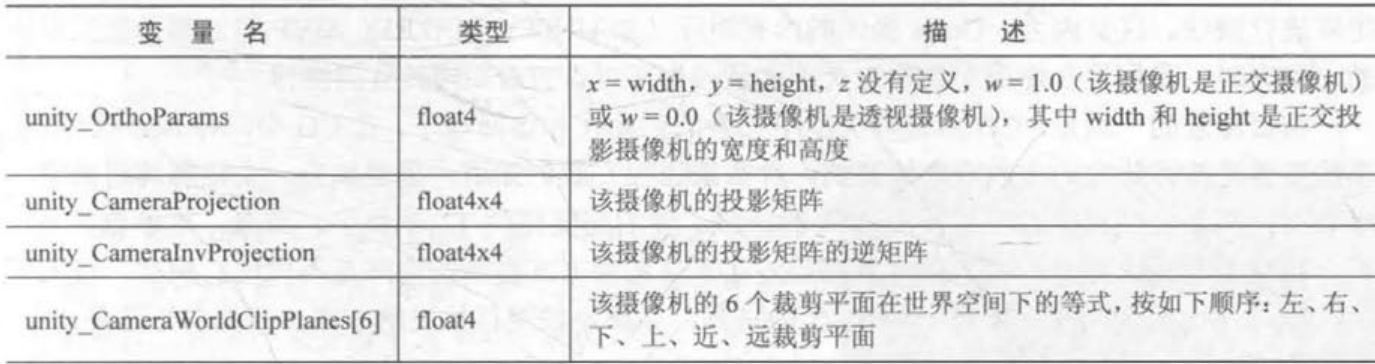 变 量 名 类型 描 述
unity_OrthoParams float4 x = width，y = height，z 没有定义，w = 1.0（该摄像机是正交摄像机）
或 w = 0.0（该摄像机是透视摄像机），其中 width 和 height 是正交投
影摄像机的宽度和高度
unity_CameraProjection float4x4 该摄像机的投影矩阵
unity_CameraInvProjection float4x4 该摄像机的投影矩阵的逆矩阵
unity_CameraWorldClipPlanes[6] float4 该摄像机的 6 个裁剪平面在世界空间下的等式，按如下顺序：左、右、
下、上、近、远裁剪平面